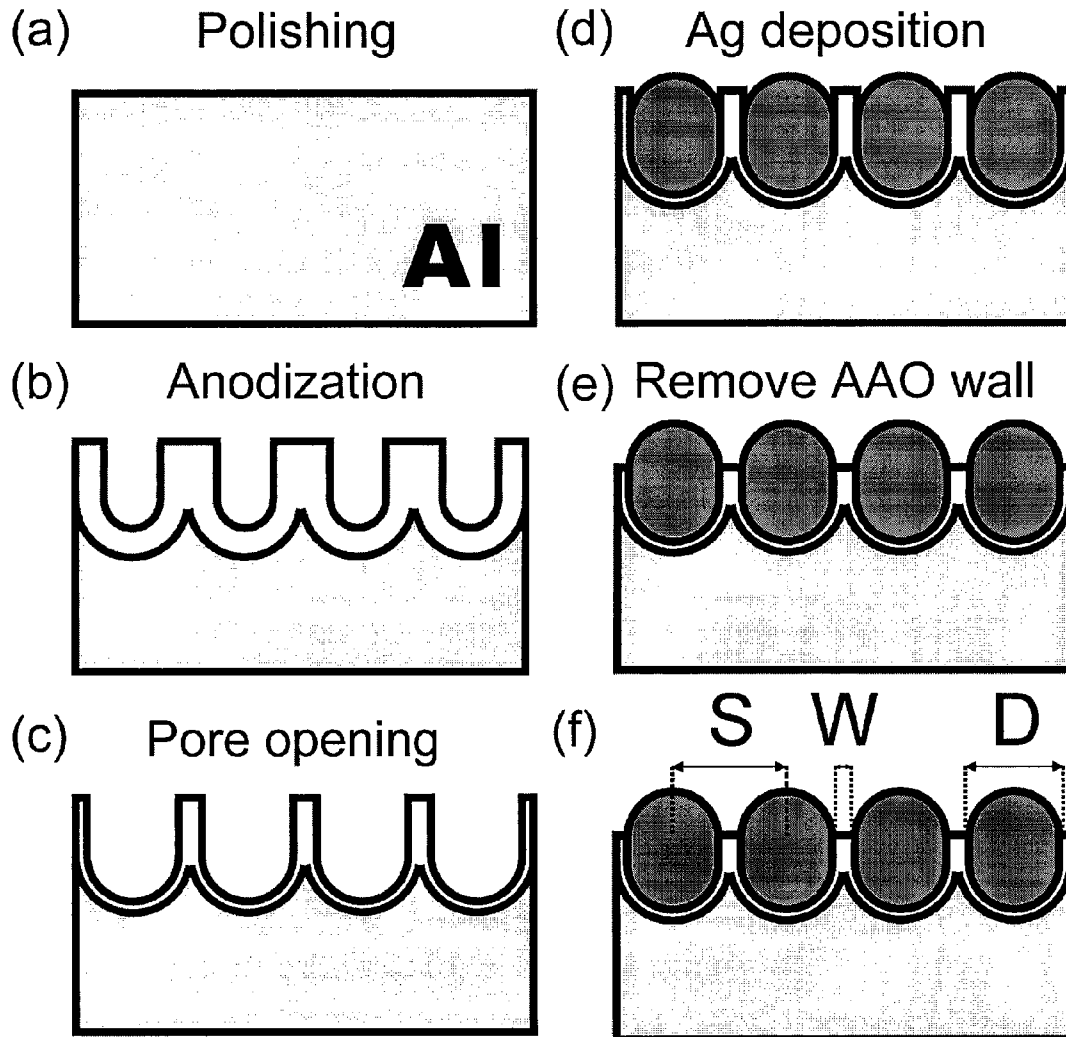 (a) Polishing
Al
(b) Anodization
(c) Pore opening
(d) Ag deposition
(e) Remove AAO wall
(f) S W D